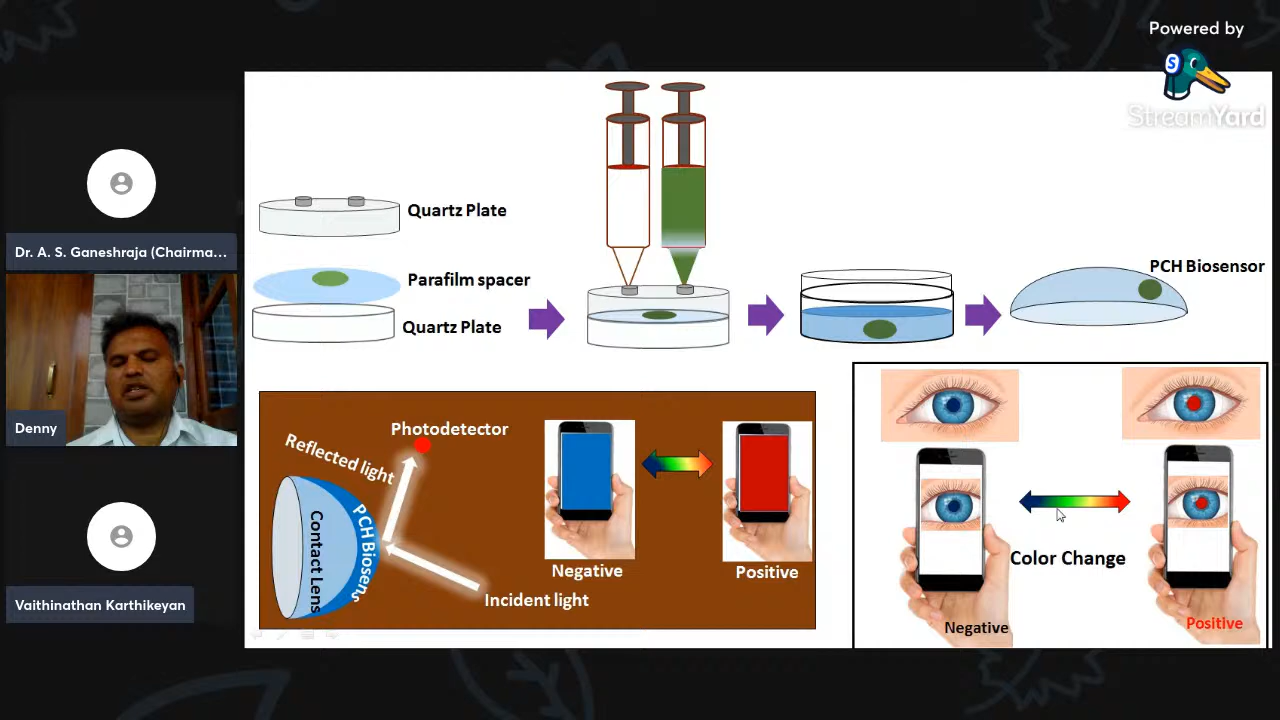 Powered by
S
StreamYard
Dr. A. S. Ganeshraja (Chairma...
Denny
Vaithinathan Karthikeyan
Quartz Plate
Parafilm spacer
Quartz Plate
PCH Biosensor
Photodetector
Reflected light
Contact Lens
PCH Biosens
Incident light
Negative
Positive
Color Change
Negative
Positive